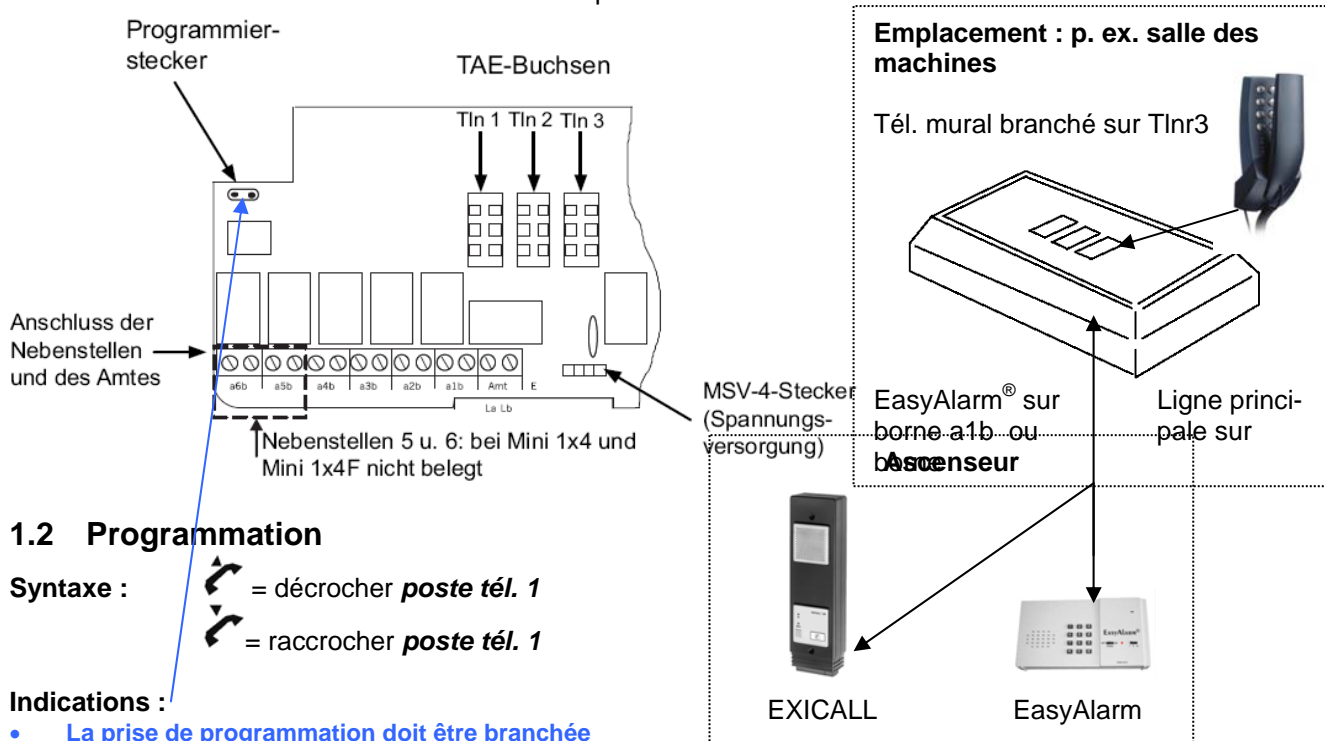 Programmier-
stecker
TAE-Buchsen
Tln 1 Tln 2 Tln 3
Anschluss der
Nebenstellen
und des Amtes
a6b a5b a4b a3b a2b a1b Amt E
La Lb
MSV-4-Stecker
(Spannungs-
versorgung)
Nebenstellen 5 u. 6: bei Mini 1x4 und
Mini 1x4F nicht belegt
Emplacement : p. ex. salle des
machines
Tél. mural branché sur Tlnr3
EasyAlarm® sur
borne a1b ou
borne
Ligne princi-
pale sur
Ascenseur
EasyAlarm®
EXICALL
EasyAlarm
1.2 Programmation
Syntaxe : = décrocher poste tél. 1
= raccrocher poste tél. 1
Indications :
• La prise de programmation doit être branchée